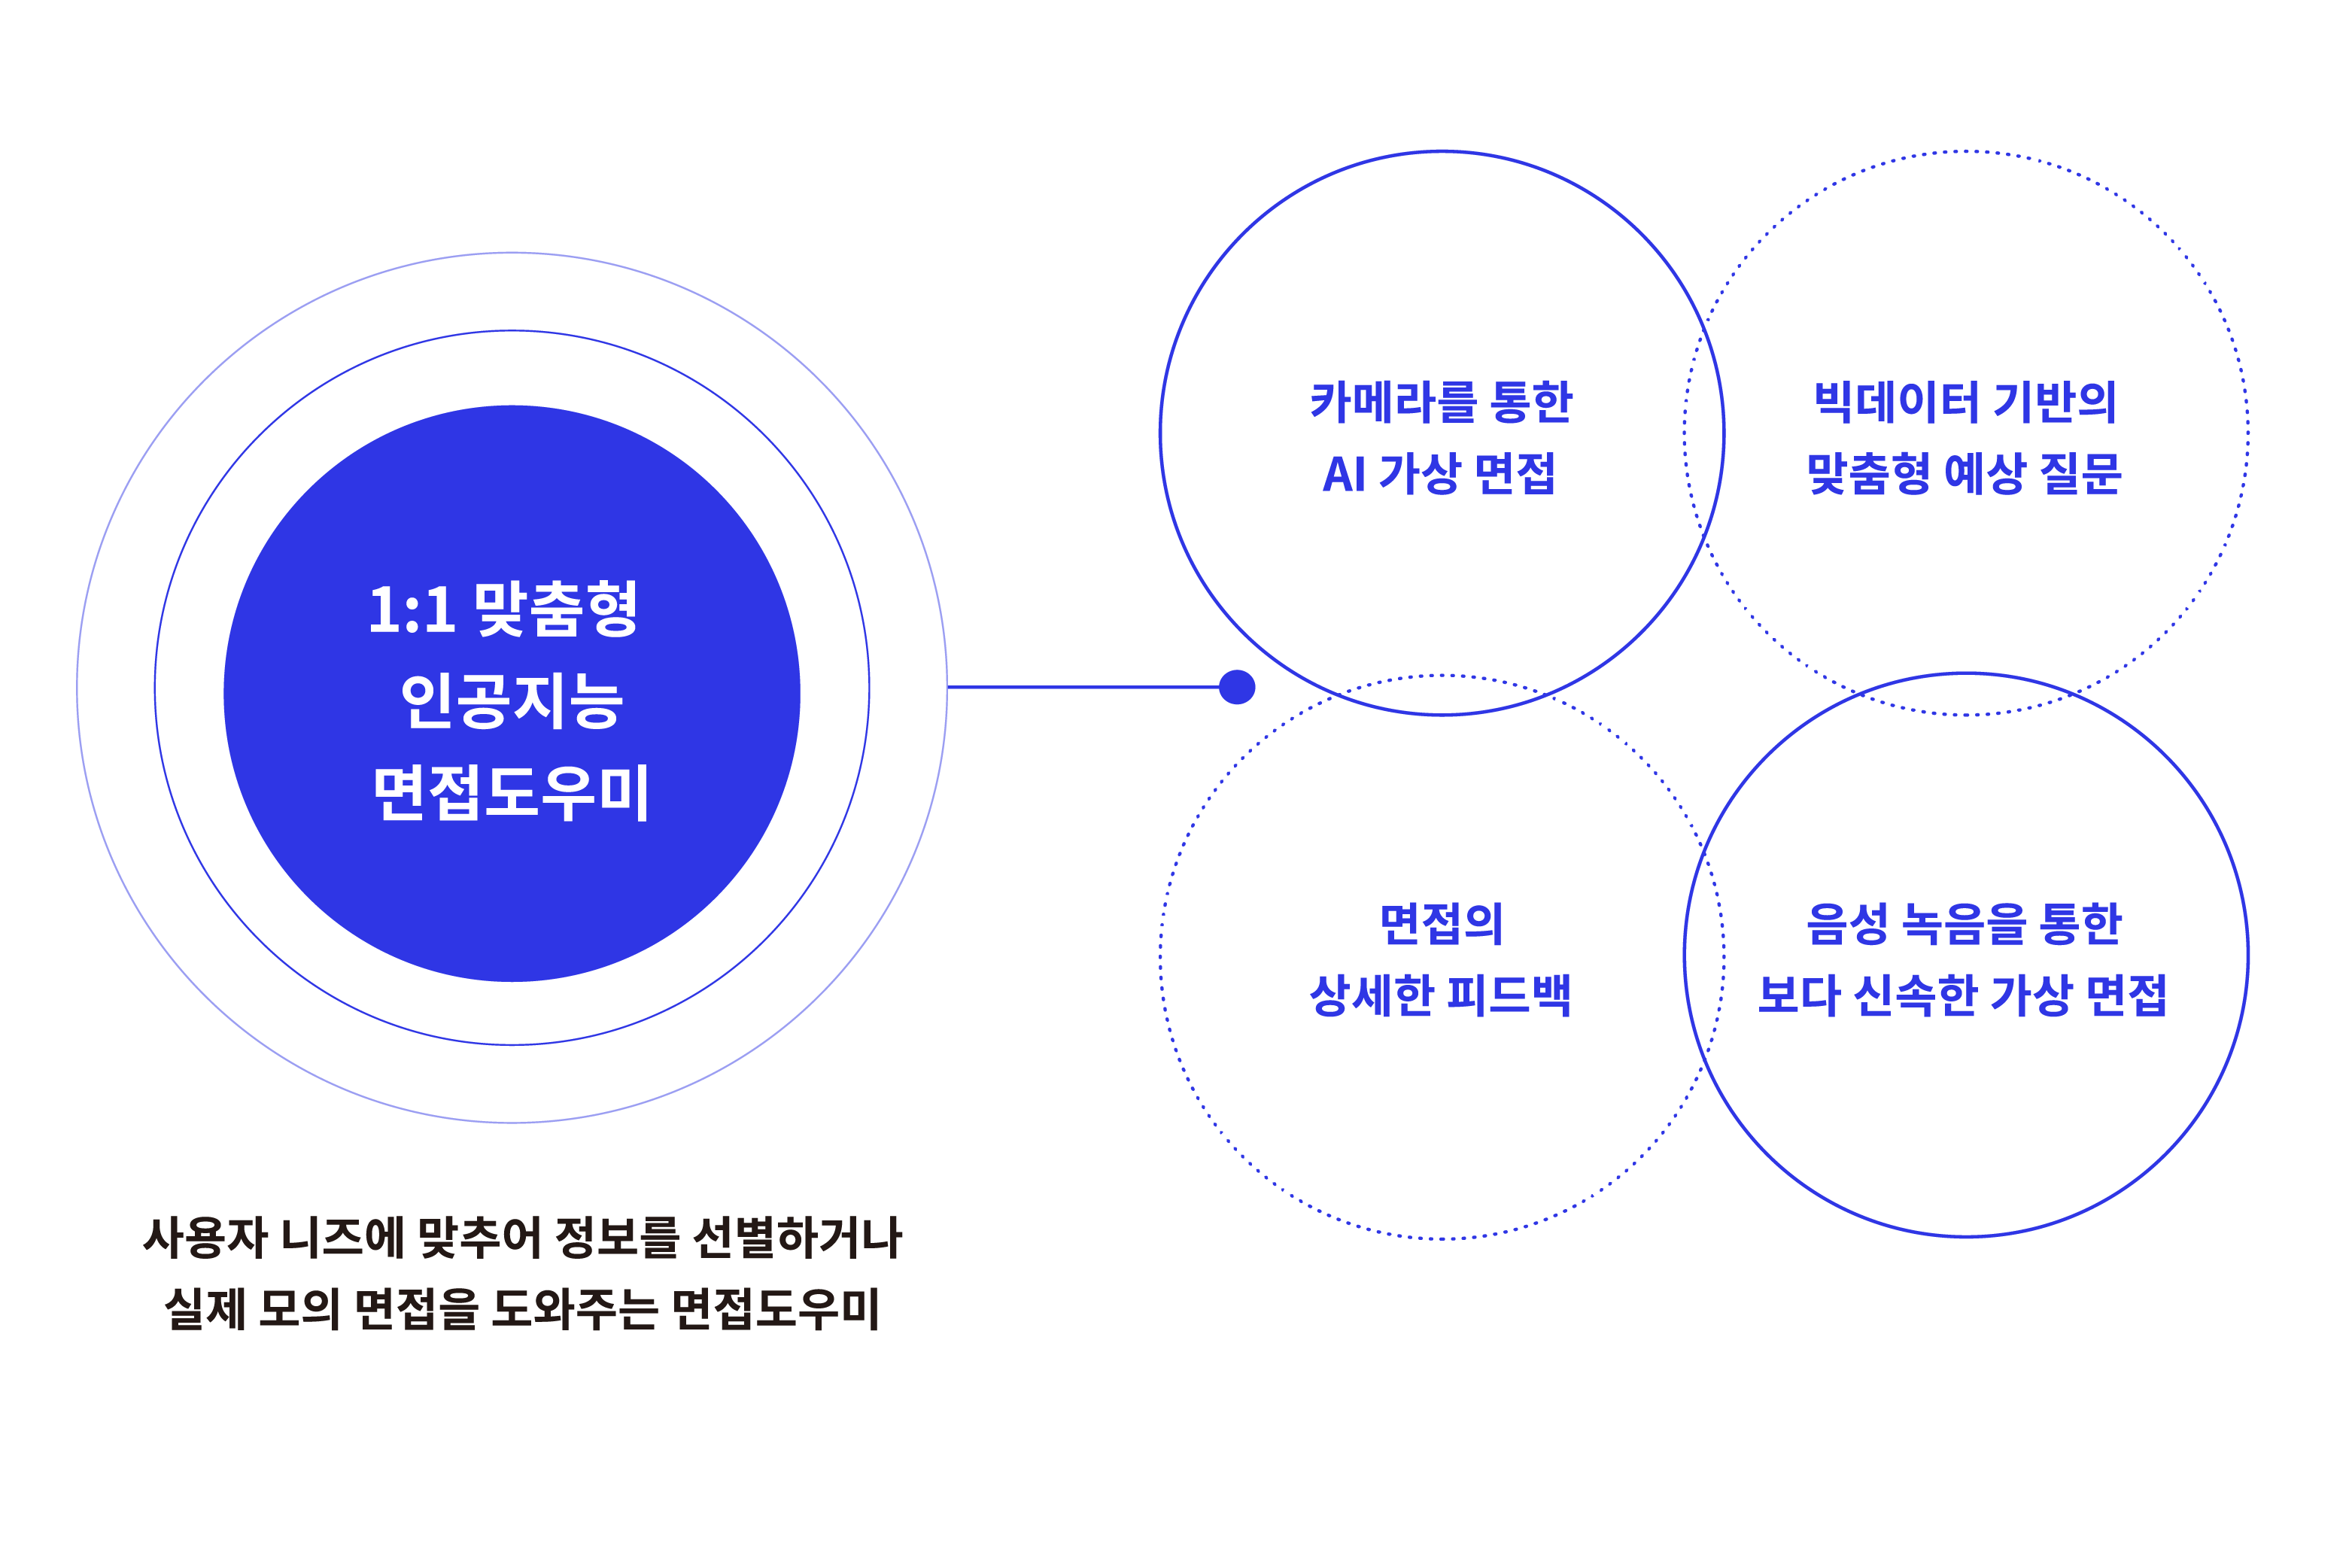 1:1 맞춤형
인공지능
면접도우미
사용자 니즈에 맞추어 정보를 선별하거나
실제 모의 면접을 도와주는 면접도우미
카메라를 통한
AI 가상 면접
빅데이터 기반의
맞춤형 예상 질문
면접의
상세한 피드백
음성 녹음을 통한
보다 신속한 가상 면접